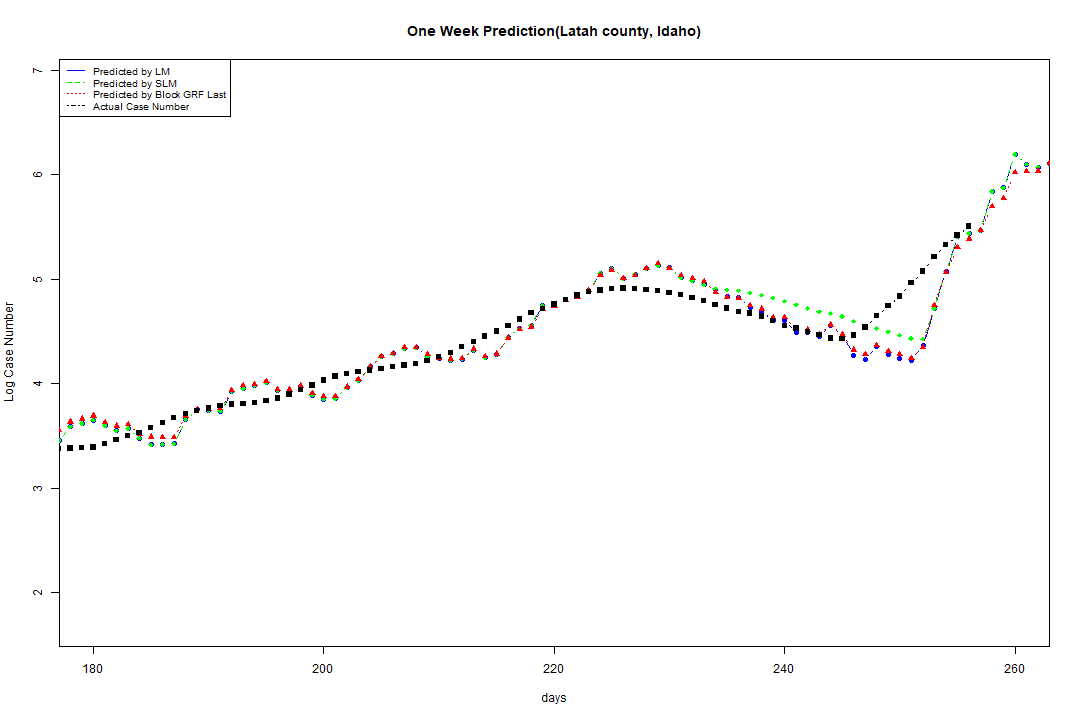 One Week Prediction(Latah county, Idaho)
Predicted by LM
Predicted by SLM
Predicted by Block GRF Last
Actual Case Number
7
6
5
4
3
2
Log Case Number
180 200 220 240 260
days